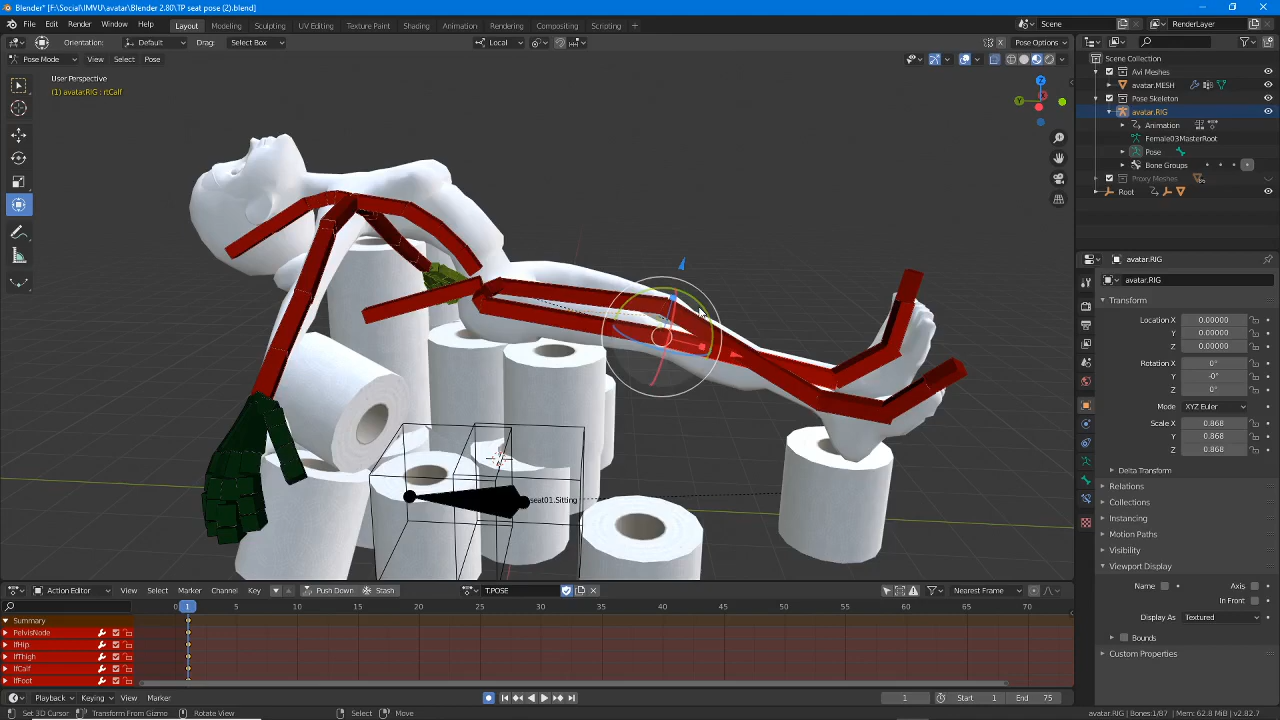 Blender* [F:\Social\IMVU\avatar\Blender 2.80\TP seat pose (2).blend]
File Edit Render Window Help Layout Modeling Sculpting UV Editing Texture Paint Shading Animation Rendering Compositing Scripting + Scene RenderLayer
Orientation: Default Drag: Select Box Local Pose Options
Pose Mode View Select Pose
User Perspective
(1) avatar.RIG : rtCalf
Z
Y
seat01.Sitting
Scene Collection
Avi Meshes
avatar.MESH
Pose Skeleton
avatar.RIG
Animation
Female03MasterRoot
Pose
Bone Groups
Proxy Meshes
Root
avatar.RIG
avatar.RIG
Transform
Location X 0.00000
Y 0.00000
Z 0.00000
Rotation X 0°
Y -0°
Z 0°
Mode XYZ Euler
Scale X 0.868
Y 0.868
Z 0.868
Delta Transform
Relations
Collections
Instancing
Motion Paths
Visibility
Viewport Display
Name Axis
In Front
Display As Textured
Bounds
Custom Properties
Action Editor View Select Marker Channel Key Push Down Stash T.POSE Nearest Frame
0 1 5 10 15 20 25 30 35 40 45 50 55 60 65 70
Summary
PelvisNode
lfHip
lfThigh
lfCalf
lfFoot
Playback Keying View Marker 1 Start 1 End 75
Set 3D Cursor Transform From Gizmo Rotate View Select Move avatar.RIG | Bones:1/87 | Mem: 62.8 MiB | v2.82.7